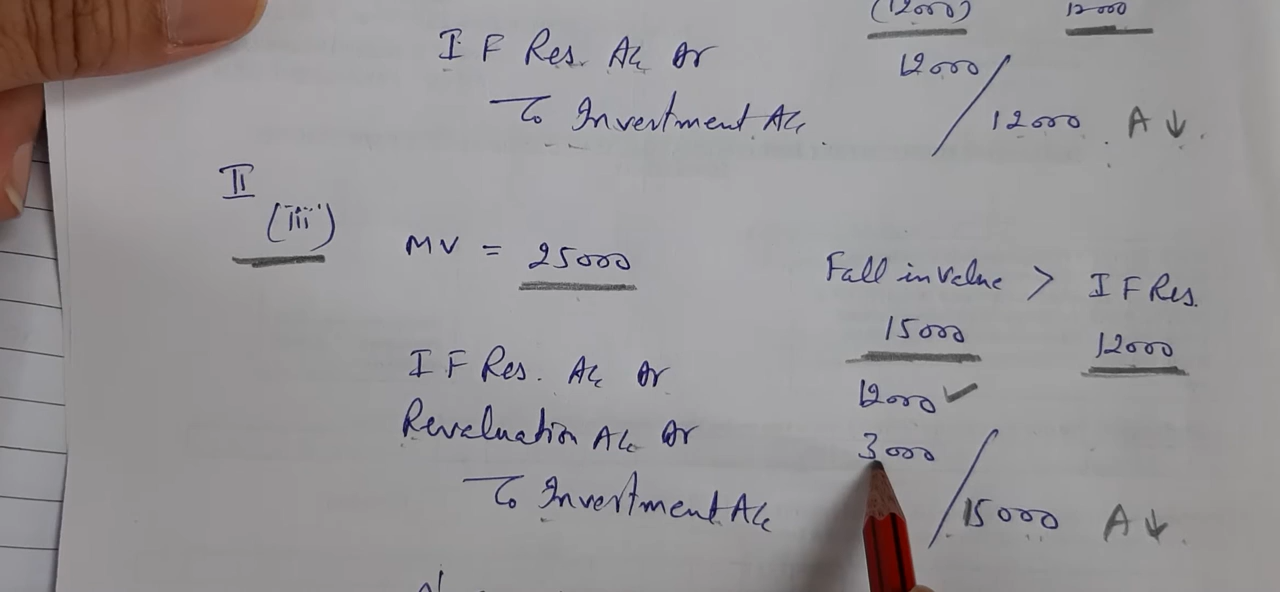 (12000) 12000
I F Res. A/c Dr 12000
To Investment A/c. 12000 A↓.
II
(iii)
MV = 25000
Fall in value > I F Res.
15000 12000
I F Res. A/c Dr 12000 ✓
Revaluation A/c Dr 3000
To Investment A/c 15000 A↓.